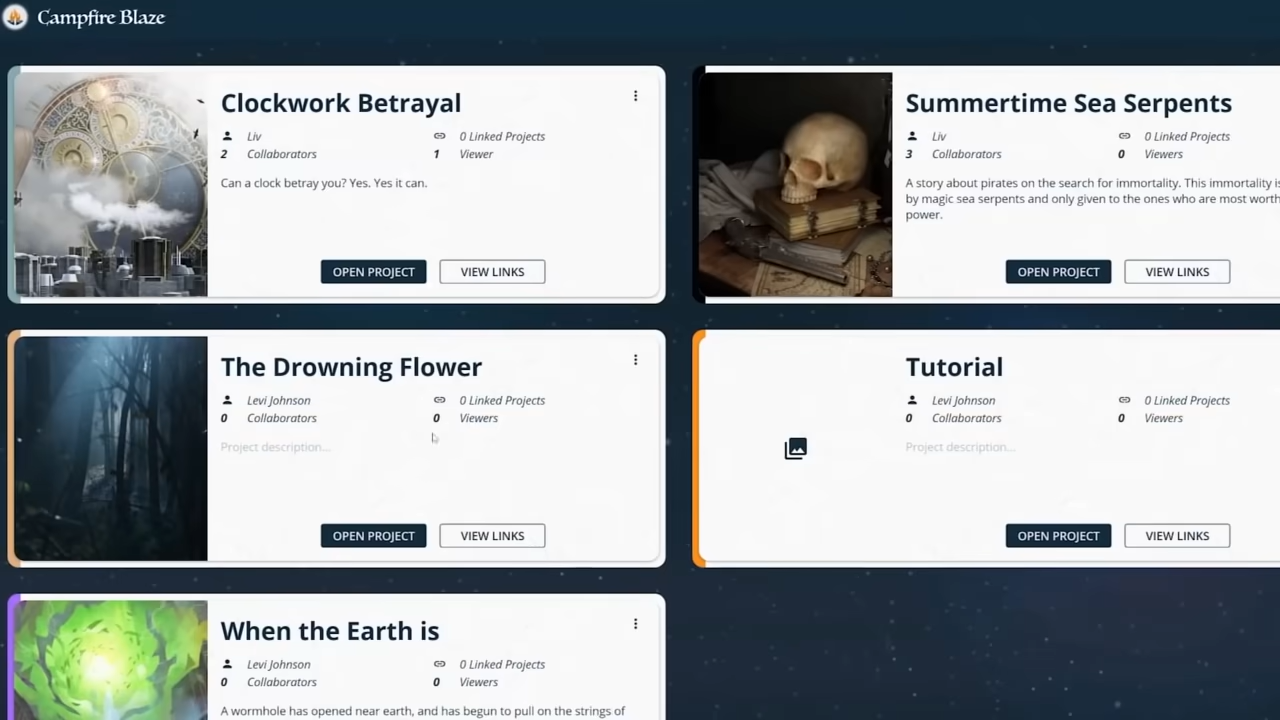 Campfire Blaze
Clockwork Betrayal
Liv
0 Linked Projects
2 Collaborators
1 Viewer
Can a clock betray you? Yes. Yes it can.
OPEN PROJECT
VIEW LINKS
Summertime Sea Serpents
Liv
0 Linked Projects
3 Collaborators
0 Viewers
A story about pirates on the search for immortality. This immortality is
by magic sea serpents and only given to the ones who are most worth
power.
OPEN PROJECT
VIEW LINKS
The Drowning Flower
Levi Johnson
0 Linked Projects
0 Collaborators
0 Viewers
Project description...
OPEN PROJECT
VIEW LINKS
Tutorial
Levi Johnson
0 Linked Projects
0 Collaborators
0 Viewers
Project description...
OPEN PROJECT
VIEW LINKS
When the Earth is
Levi Johnson
0 Linked Projects
0 Collaborators
0 Viewers
A wormhole has opened near earth, and has begun to pull on the strings of